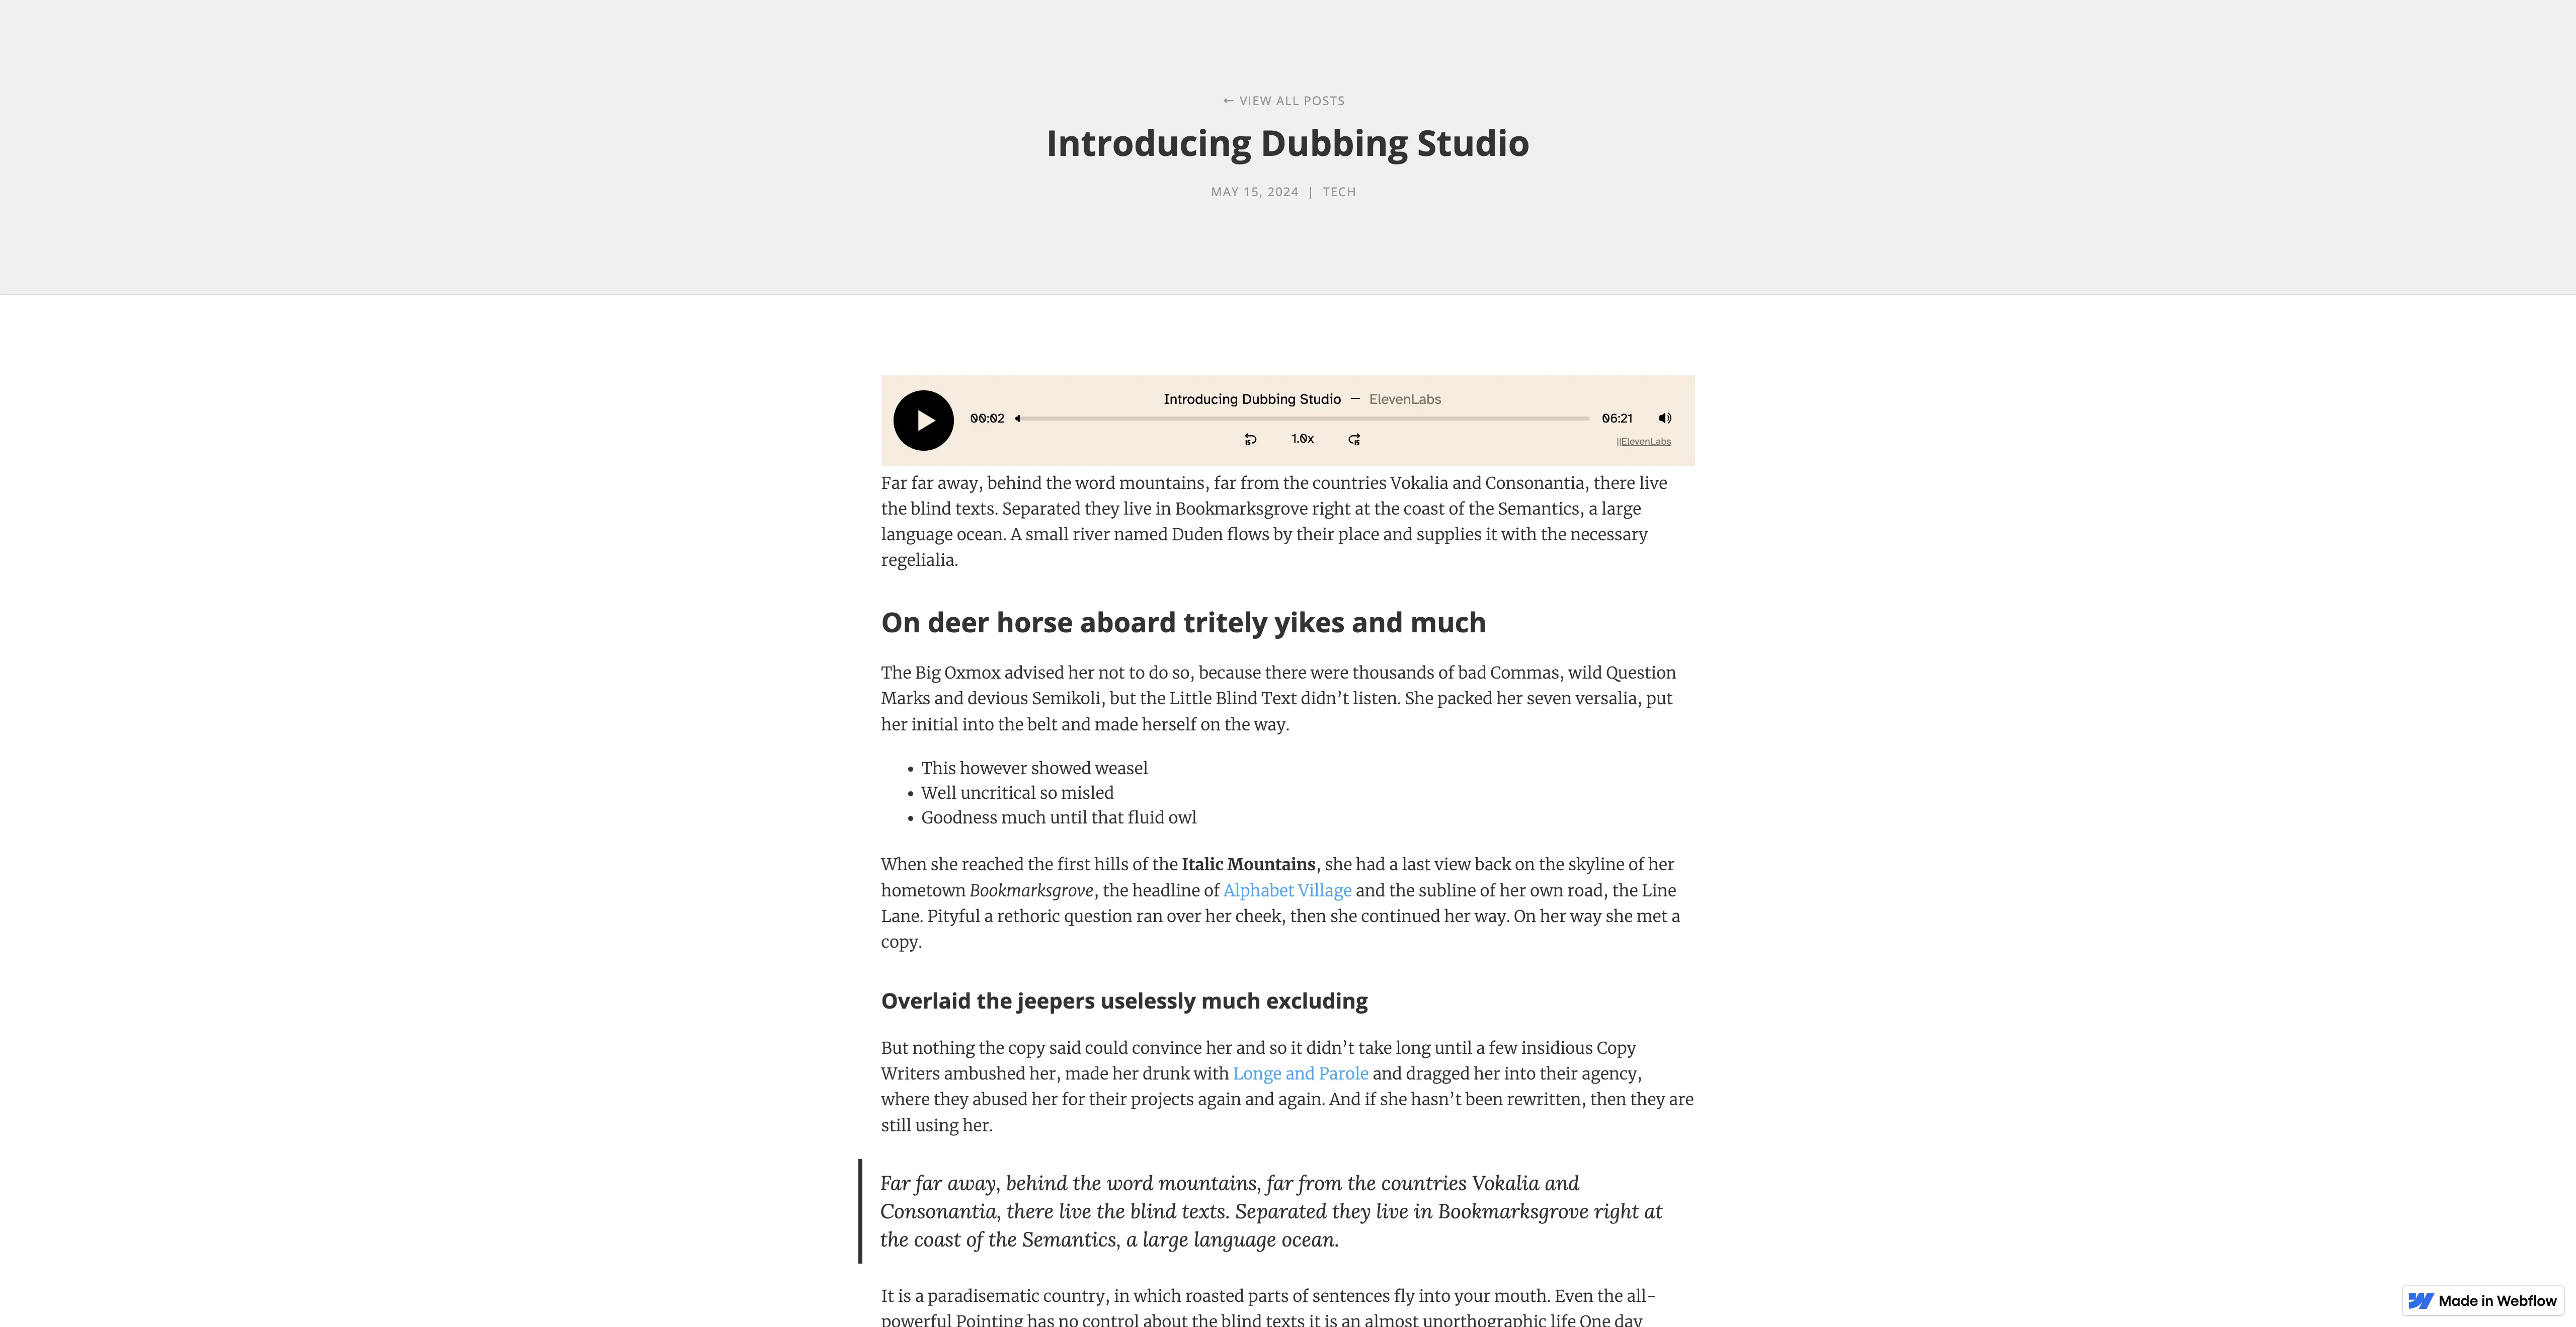 ← VIEW ALL POSTS
Introducing Dubbing Studio
MAY 15, 2024 | TECH
Introducing Dubbing Studio — ElevenLabs
00:02
06:21
15
1.0x
15
||ElevenLabs
Far far away, behind the word mountains, far from the countries Vokalia and Consonantia, there live
the blind texts. Separated they live in Bookmarksgrove right at the coast of the Semantics, a large
language ocean. A small river named Duden flows by their place and supplies it with the necessary
regelialia.
On deer horse aboard tritely yikes and much
The Big Oxmox advised her not to do so, because there were thousands of bad Commas, wild Question
Marks and devious Semikoli, but the Little Blind Text didn’t listen. She packed her seven versalia, put
her initial into the belt and made herself on the way.
• This however showed weasel
• Well uncritical so misled
• Goodness much until that fluid owl
When she reached the first hills of the Italic Mountains, she had a last view back on the skyline of her
hometown Bookmarksgrove, the headline of Alphabet Village and the subline of her own road, the Line
Lane. Pityful a rethoric question ran over her cheek, then she continued her way. On her way she met a
copy.
Overlaid the jeepers uselessly much excluding
But nothing the copy said could convince her and so it didn’t take long until a few insidious Copy
Writers ambushed her, made her drunk with Longe and Parole and dragged her into their agency,
where they abused her for their projects again and again. And if she hasn’t been rewritten, then they are
still using her.
Far far away, behind the word mountains, far from the countries Vokalia and
Consonantia, there live the blind texts. Separated they live in Bookmarksgrove right at
the coast of the Semantics, a large language ocean.
It is a paradisematic country, in which roasted parts of sentences fly into your mouth. Even the all-
powerful Pointing has no control about the blind texts it is an almost unorthographic life One day
Made in Webflow